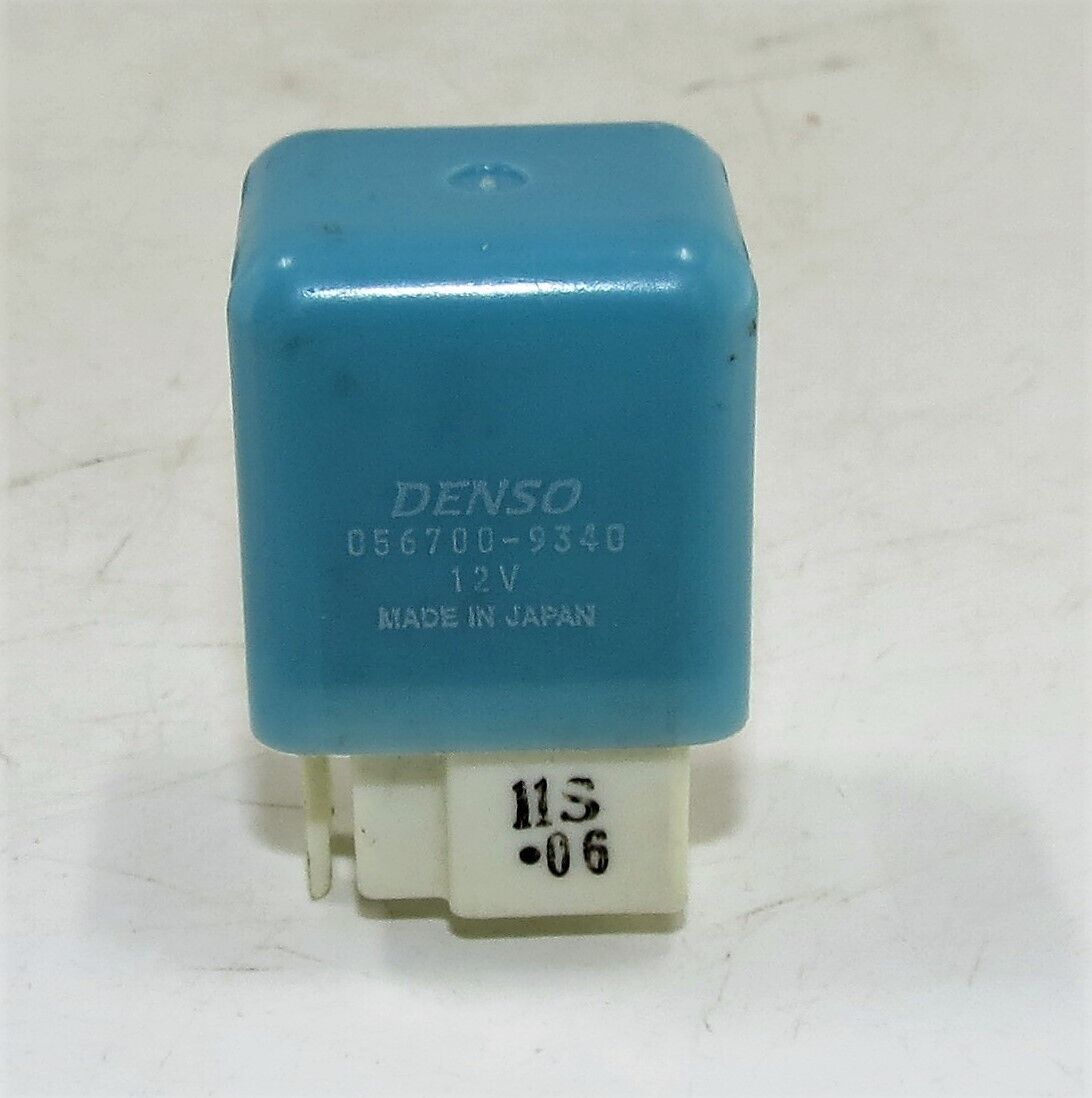 DENSO
056700-9340
12V
MADE IN JAPAN
11S
•06